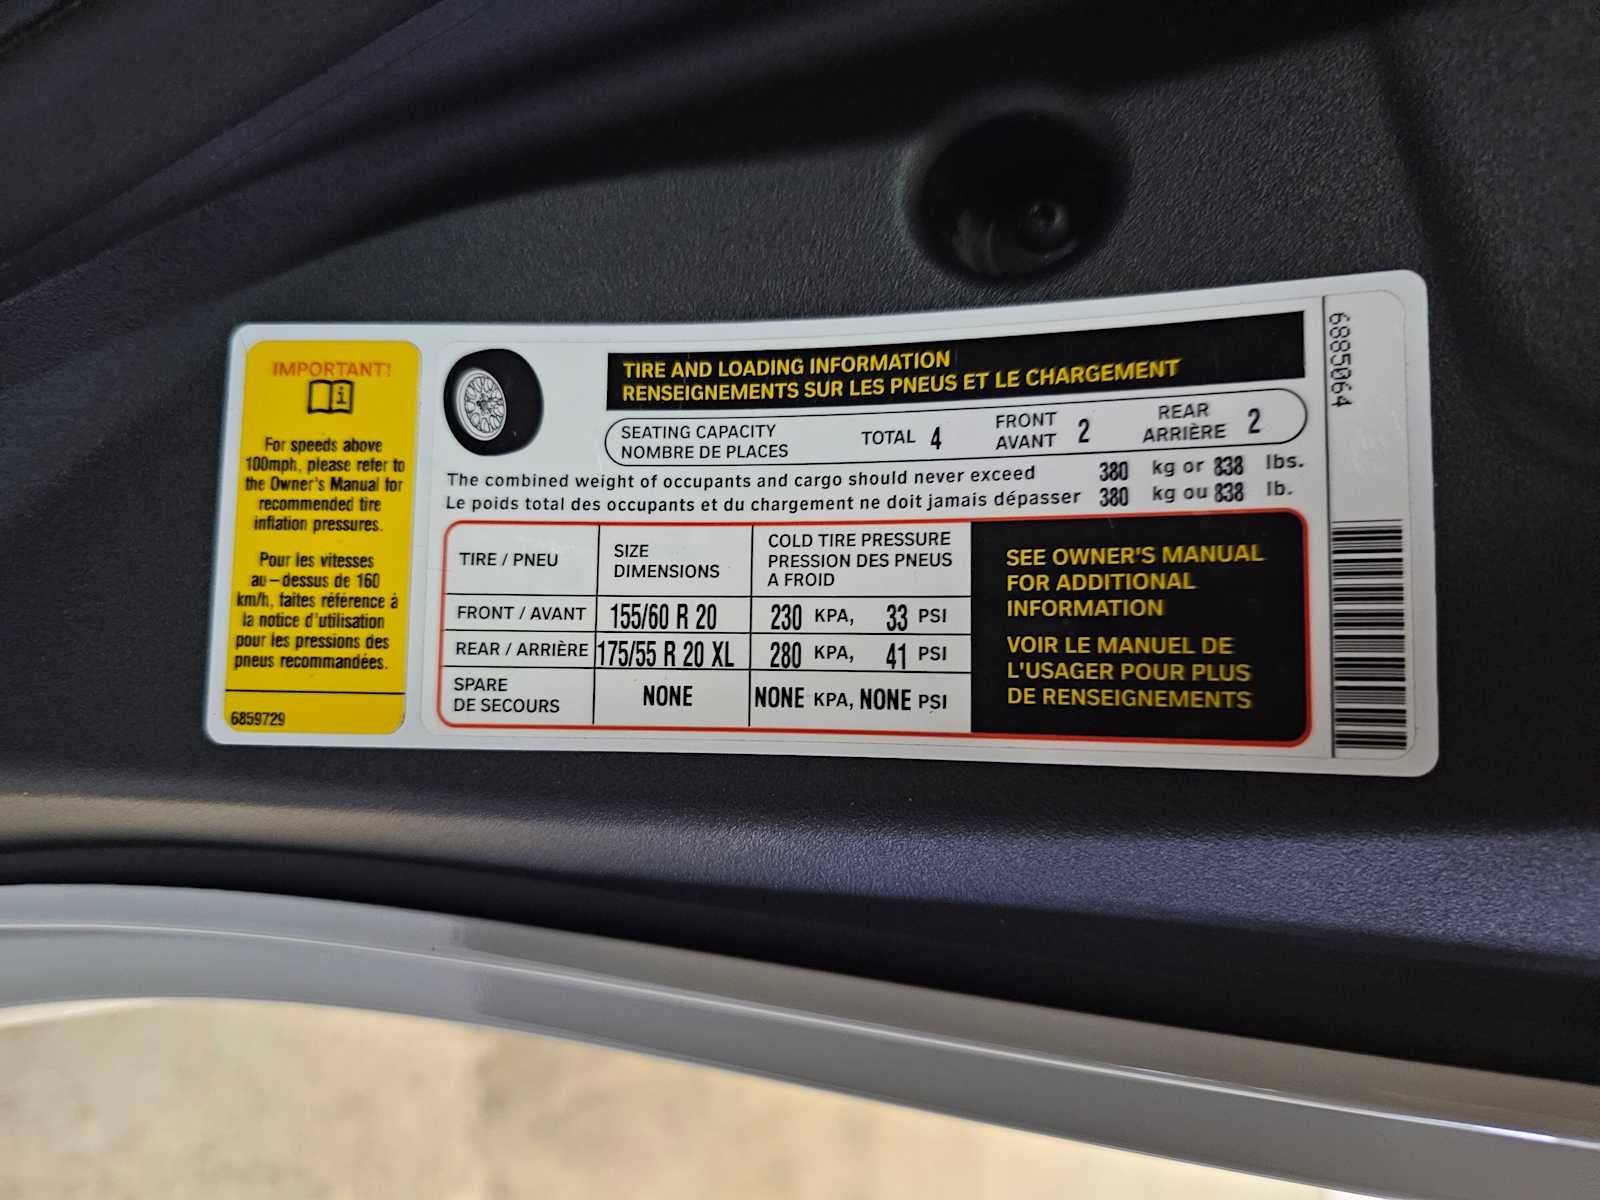 IMPORTANT!
For speeds above
100mph, please refer to
the Owner's Manual for
recommended tire
inflation pressures.
Pour les vitesses
au-dessus de 160
km/h, faites référence à
la notice d'utilisation
pour les pressions des
pneus recommandées.
6859729
TIRE AND LOADING INFORMATION
RENSEIGNEMENTS SUR LES PNEUS ET LE CHARGEMENT
SEATING CAPACITY
NOMBRE DE PLACES
TOTAL 4
FRONT
AVANT 2
REAR
ARRIÈRE 2
The combined weight of occupants and cargo should never exceed 380 kg or 838 lbs.
Le poids total des occupants et du chargement ne doit jamais dépasser 380 kg ou 838 lb.
TIRE / PNEU
SIZE
DIMENSIONS
COLD TIRE PRESSURE
PRESSION DES PNEUS
A FROID
FRONT / AVANT 155/60 R 20 230 KPA, 33 PSI
REAR / ARRIÈRE 175/55 R 20 XL 280 KPA, 41 PSI
SPARE
DE SECOURS
NONE NONE KPA, NONE PSI
SEE OWNER'S MANUAL
FOR ADDITIONAL
INFORMATION
VOIR LE MANUEL DE
L'USAGER POUR PLUS
DE RENSEIGNEMENTS
6885064